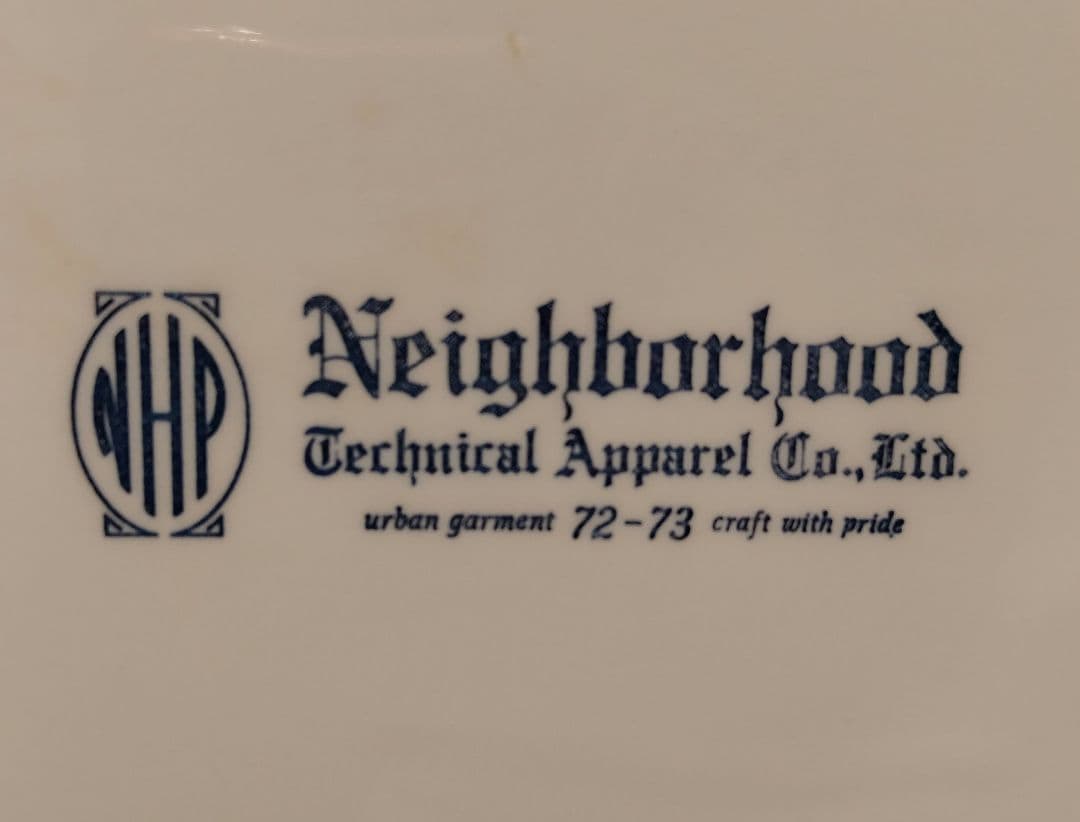 NHP
Neighborhood
Technical Apparel Co., Ltd.
urban garment 72-73 craft with pride